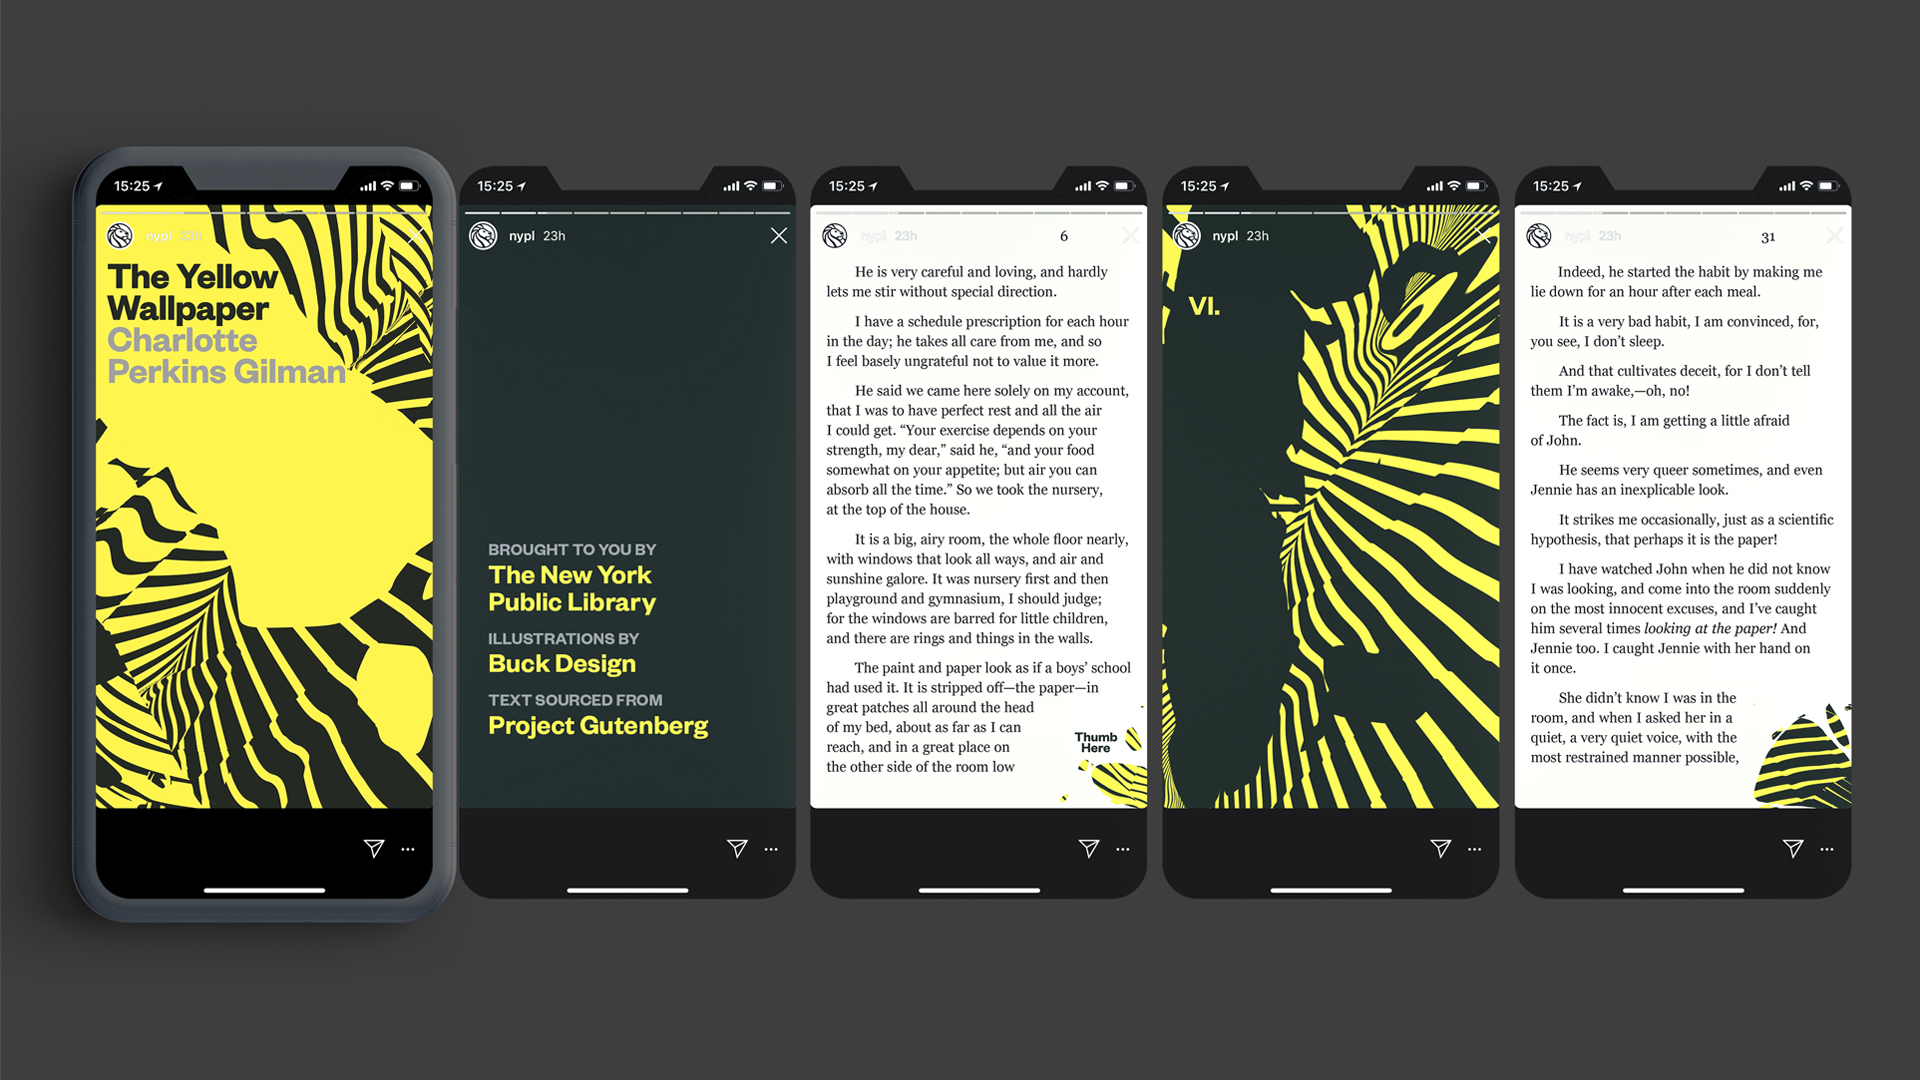 15:25
nypl 23h
The Yellow
Wallpaper
Charlotte
Perkins Gilman
15:25
nypl 23h
BROUGHT TO YOU BY
The New York
Public Library
ILLUSTRATIONS BY
Buck Design
TEXT SOURCED FROM
Project Gutenberg
15:25
nypl 23h
6
He is very careful and loving, and hardly
lets me stir without special direction.
I have a schedule prescription for each hour
in the day; he takes all care from me, and so
I feel basely ungrateful not to value it more.
He said we came here solely on my account,
that I was to have perfect rest and all the air
I could get. “Your exercise depends on your
strength, my dear,” said he, “and your food
somewhat on your appetite; but air you can
absorb all the time.” So we took the nursery,
at the top of the house.
It is a big, airy room, the whole floor nearly,
with windows that look all ways, and air and
sunshine galore. It was nursery first and then
playground and gymnasium, I should judge;
for the windows are barred for little children,
and there are rings and things in the walls.
The paint and paper look as if a boys’ school
had used it. It is stripped off—the paper—in
great patches all around the head
of my bed, about as far as I can
reach, and in a great place on
the other side of the room low
Thumb
Here
15:25
nypl 23h
VI.
15:25
nypl 23h
31
Indeed, he started the habit by making me
lie down for an hour after each meal.
It is a very bad habit, I am convinced, for,
you see, I don’t sleep.
And that cultivates deceit, for I don’t tell
them I’m awake,—oh, no!
The fact is, I am getting a little afraid
of John.
He seems very queer sometimes, and even
Jennie has an inexplicable look.
It strikes me occasionally, just as a scientific
hypothesis, that perhaps it is the paper!
I have watched John when he did not know
I was looking, and come into the room suddenly
on the most innocent excuses, and I’ve caught
him several times looking at the paper! And
Jennie too. I caught Jennie with her hand on
it once.
She didn’t know I was in the
room, and when I asked her in a
quiet, a very quiet voice, with the
most restrained manner possible,